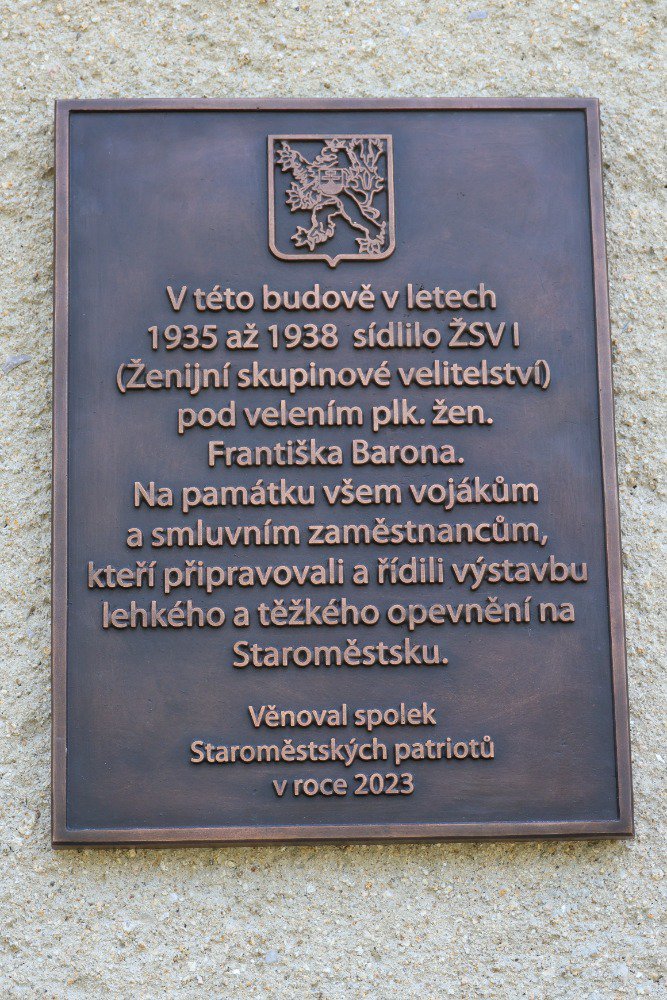 V této budově v letech
1935 až 1938 sídlilo ŽSV I
(Ženijní skupinové velitelství)
pod velením plk. žen.
Františka Barona.
Na památku všem vojákům
a smluvním zaměstnancům,
kteří připravovali a řídili výstavbu
lehkého a těžkého opevnění na
Staroměstsku.
Věnoval spolek
Staroměstských patriotů
v roce 2023